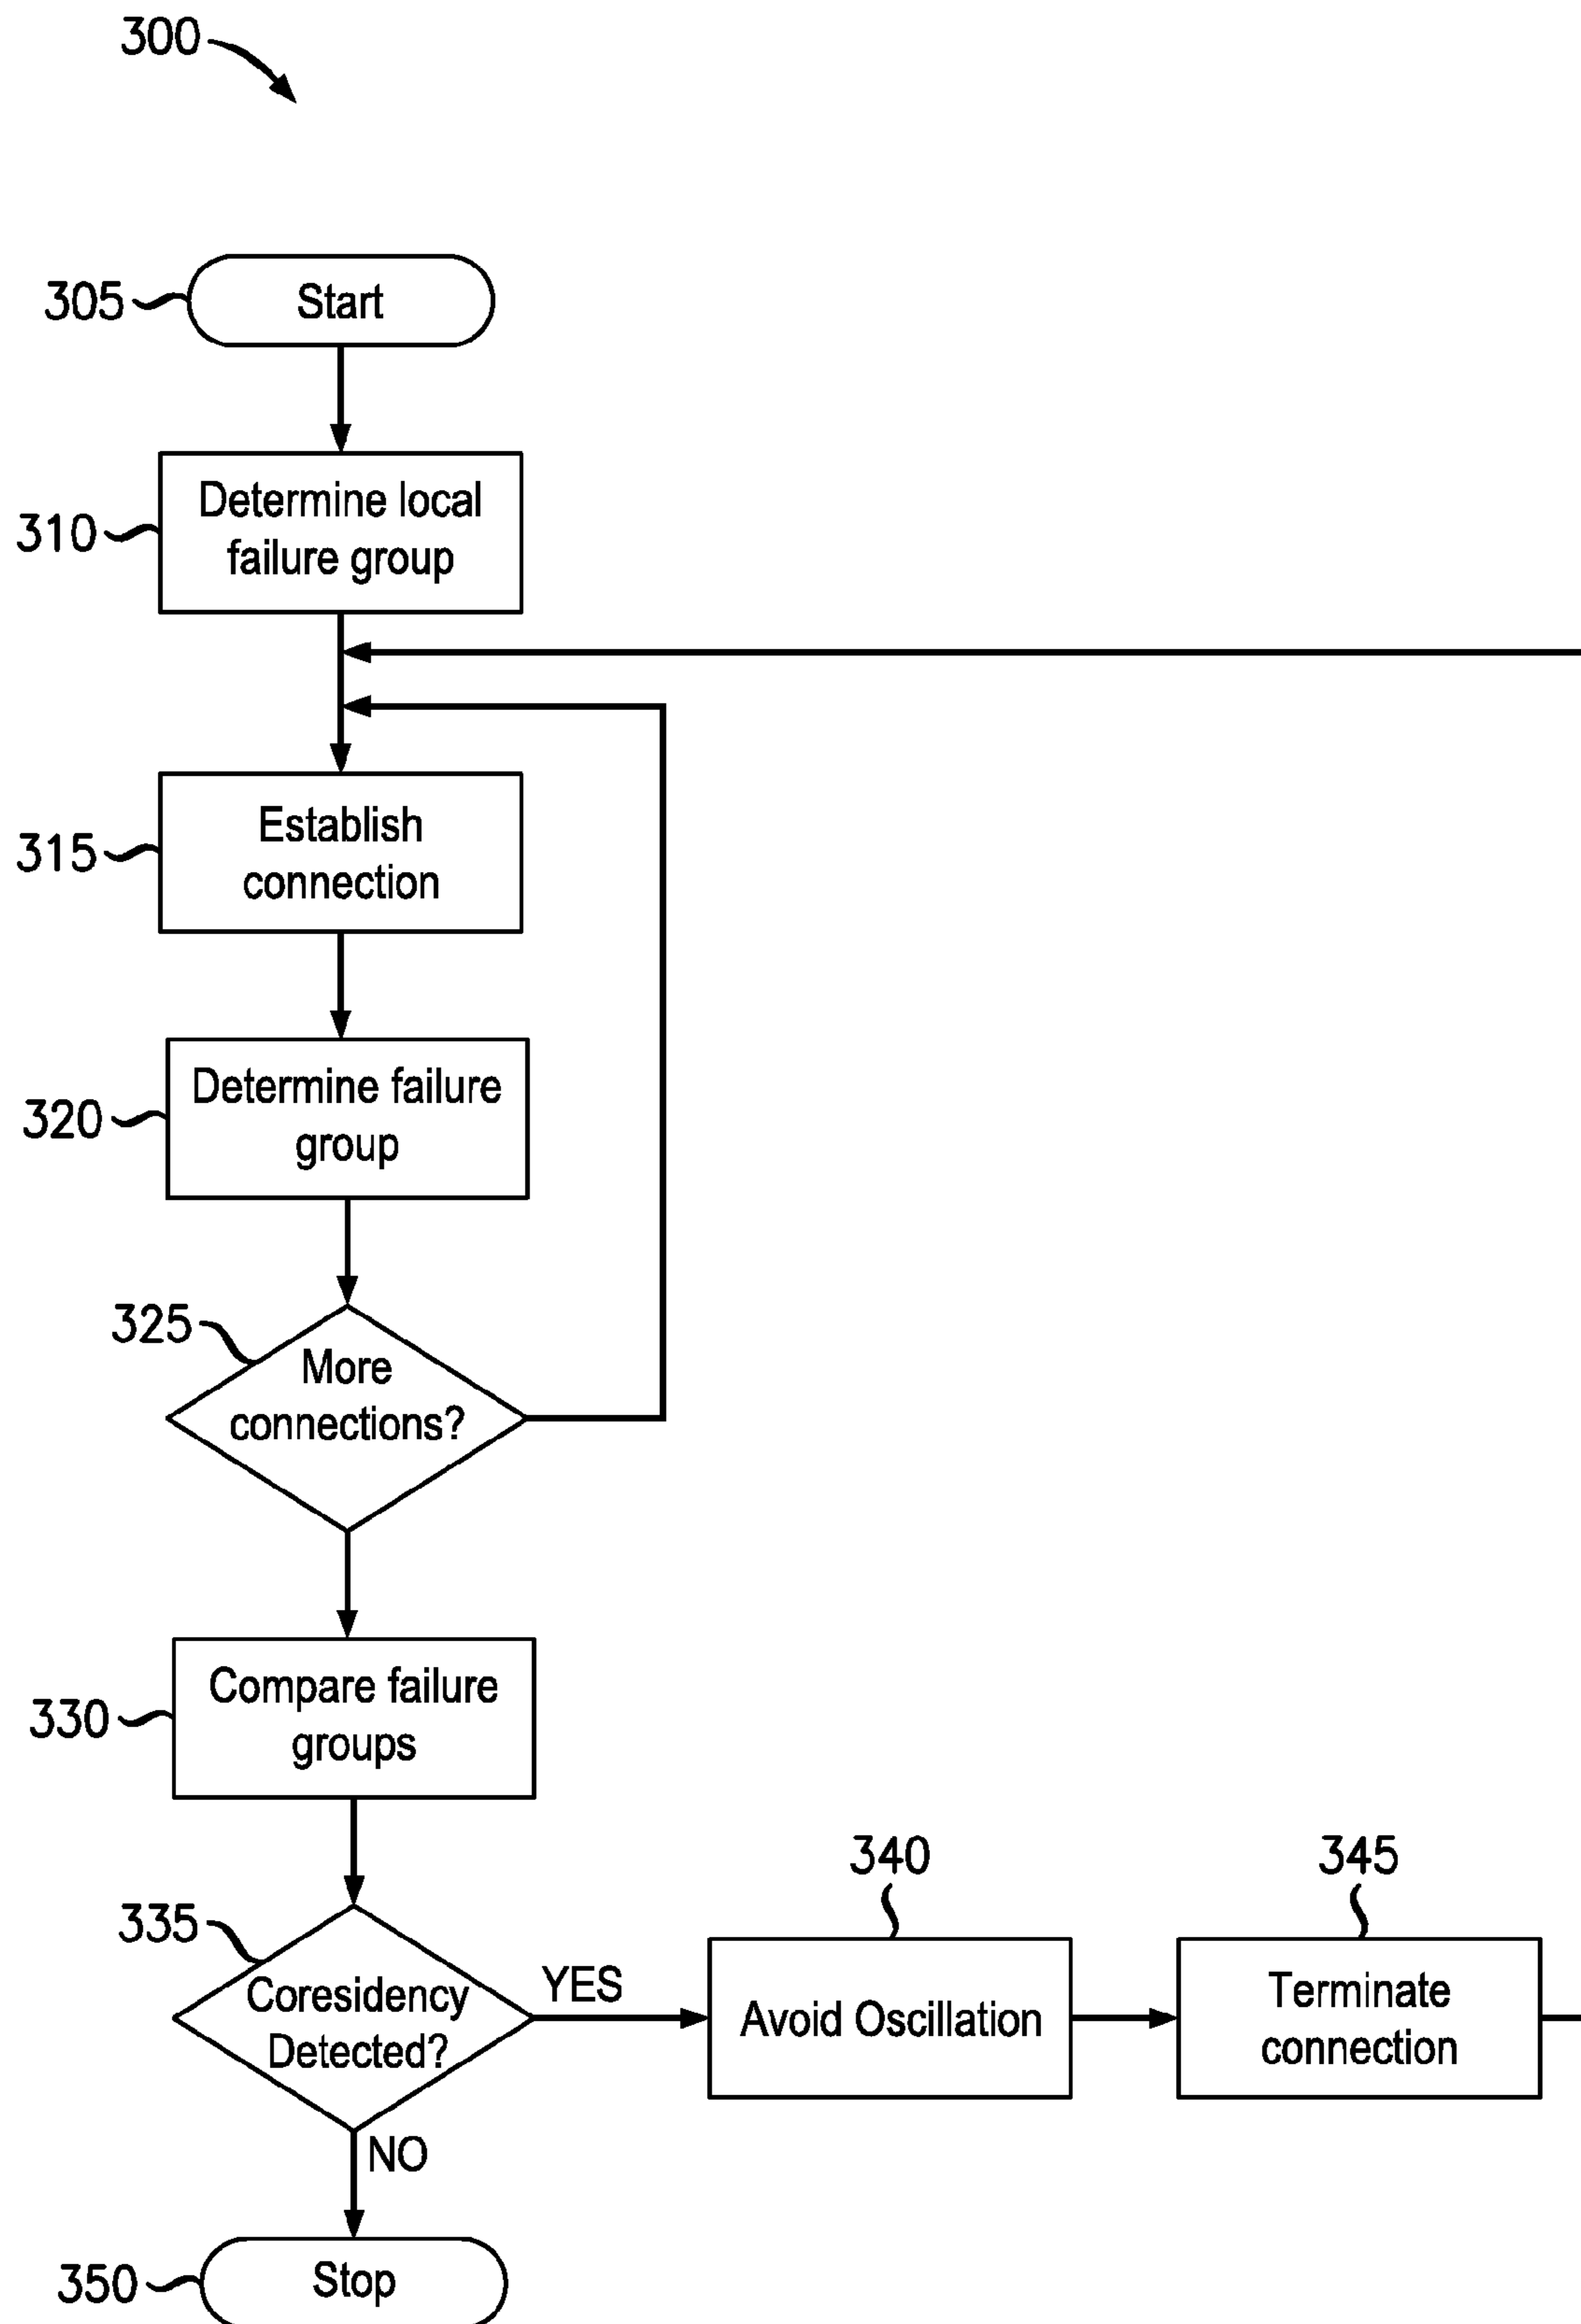 300
305
Start
310
Determine local
failure group
315
Establish
connection
320
Determine failure
group
325
More
connections?
330
Compare failure
groups
335
Coresidency
Detected?
YES
340
Avoid Oscillation
345
Terminate
connection
NO
350
Stop